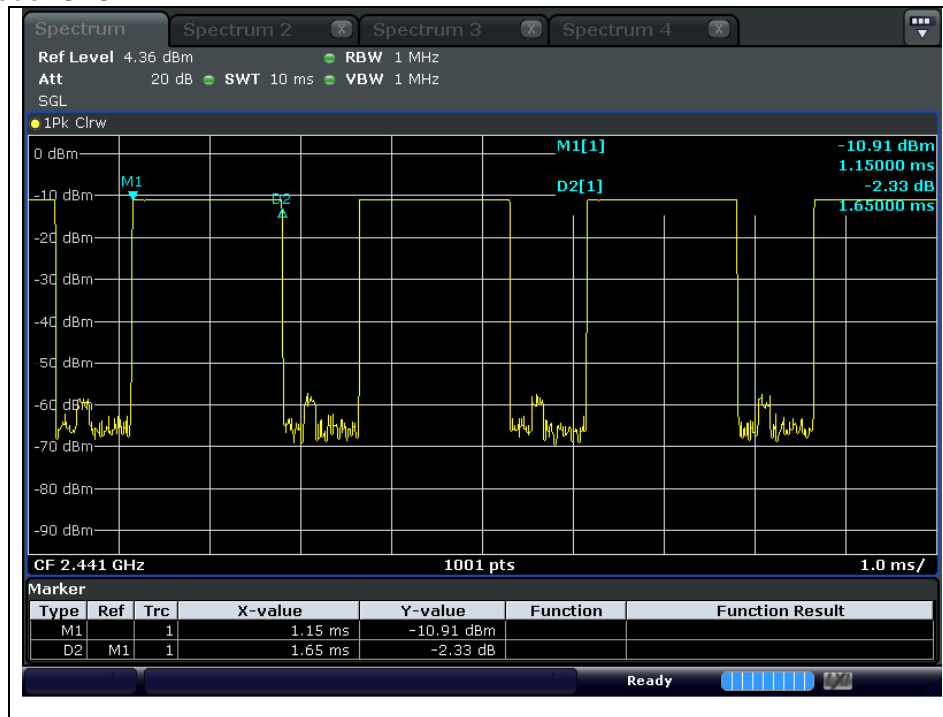 Spectrum Spectrum 2 X Spectrum 3 X Spectrum 4 X
Ref Level 4.36 dBm RBW 1 MHz
Att 20 dB SWT 10 ms VBW 1 MHz
SGL
1Pk Clrw
M1[1] -10.91 dBm
1.15000 ms
D2[1] -2.33 dB
1.65000 ms
M1
D2
0 dBm
-10 dBm
-20 dBm
-30 dBm
-40 dBm
-50 dBm
-60 dBm
-70 dBm
-80 dBm
-90 dBm
CF 2.441 GHz 1001 pts 1.0 ms/
Marker
Type Ref Trc X-value Y-value Function Function Result
M1 1 1.15 ms -10.91 dBm
D2 M1 1 1.65 ms -2.33 dB
Ready